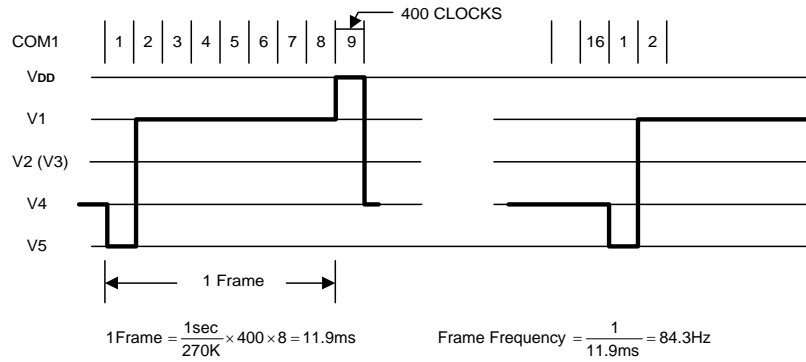 400 CLOCKS
COM1 1 2 3 4 5 6 7 8 9 16 1 2
VDD
V1
V2 (V3)
V4
V5
1 Frame
1Frame = 1sec / 270K × 400 × 8 = 11.9ms
Frame Frequency = 1 / 11.9ms = 84.3Hz